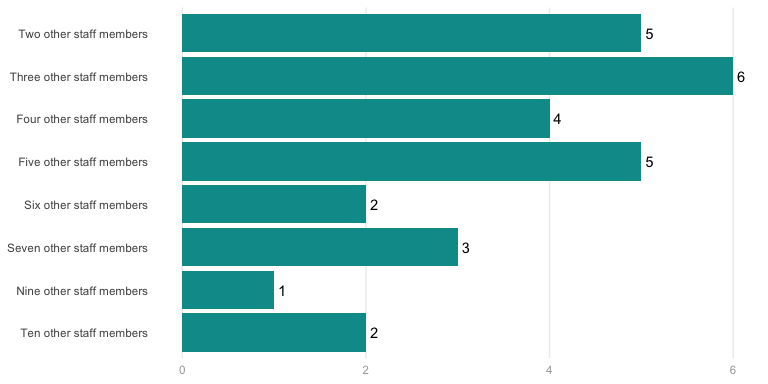 Two other staff members 5
Three other staff members 6
Four other staff members 4
Five other staff members 5
Six other staff members 2
Seven other staff members 3
Nine other staff members 1
Ten other staff members 2
0 2 4 6